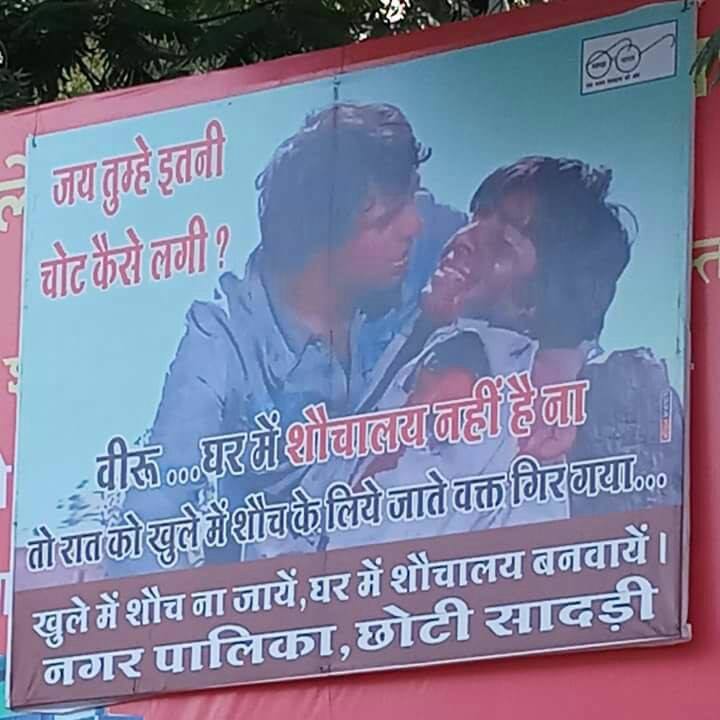 जय तुम्हे इतनी
चोट कैसे लगी ?
वीरू...घर में शौचालय नहीं है ना
तो रात को खुले में शौच के लिये जाते वक्त गिर गया...
खुले में शौच ना जायें,घर में शौचालय बनवायें।
नगर पालिका,छोटी सादड़ी